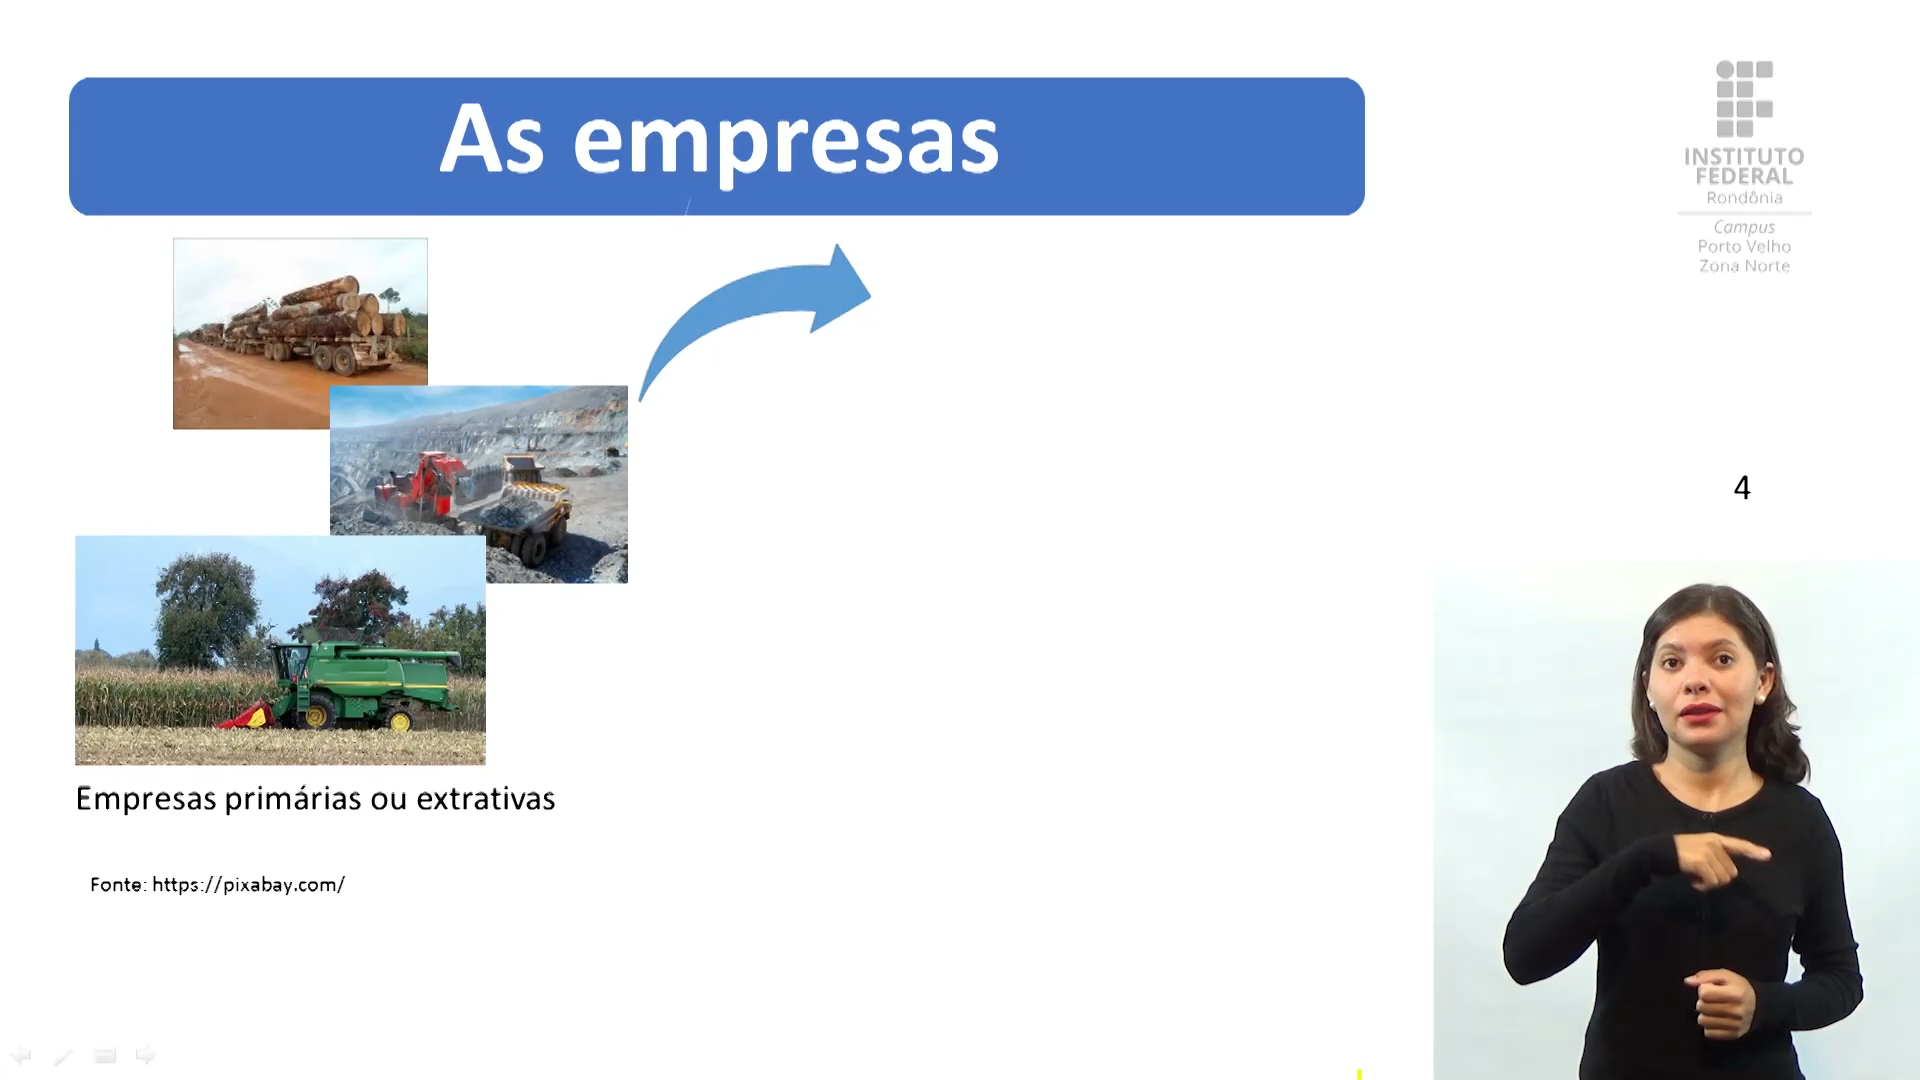 As empresas
INSTITUTO
FEDERAL
Rondônia
Campus
Porto Velho
Zona Norte
4
Empresas primárias ou extrativas
Fonte: https://pixabay.com/